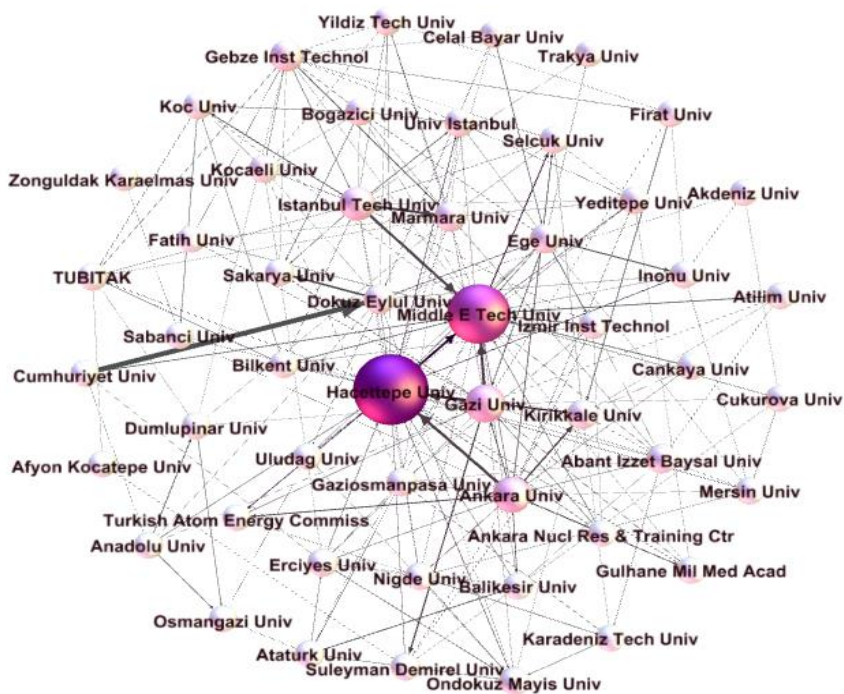 Yildiz Tech Univ
Celal Bayar Univ
Gebze Inst Technol
Trakya Univ
Koc Univ
Bogazici Univ
Univ Istanbul
Firat Univ
Selcuk Univ
Kocaeli Univ
Zonguldak Karaelmas Univ
Istanbul Tech Univ
Marmara Univ
Yeditepe Univ
Akdeniz Univ
Fatih Univ
Ege Univ
TUBITAK
Sakarya Univ
Inonu Univ
Dokuz Eylul Univ
Atilim Univ
Middle E Tech Univ
Izmir Inst Technol
Sabanci Univ
Bilkent Univ
Cankaya Univ
Cumhuriyet Univ
Hacettepe Univ
Cukurova Univ
Gazi Univ
Kirikkale Univ
Dumlupinar Univ
Uludag Univ
Abant Izzet Baysal Univ
Afyon Kocatepe Univ
Gaziosmanpasa Univ
Mersin Univ
Ankara Univ
Turkish Atom Energy Commiss
Ankara Nucl Res & Training Ctr
Anadolu Univ
Erciyes Univ
Gulhane Mil Med Acad
Nigde Univ
Balikesir Univ
Osmangazi Univ
Karadeniz Tech Univ
Ataturk Univ
Suleyman Demirel Univ
Ondokuz Mayis Univ